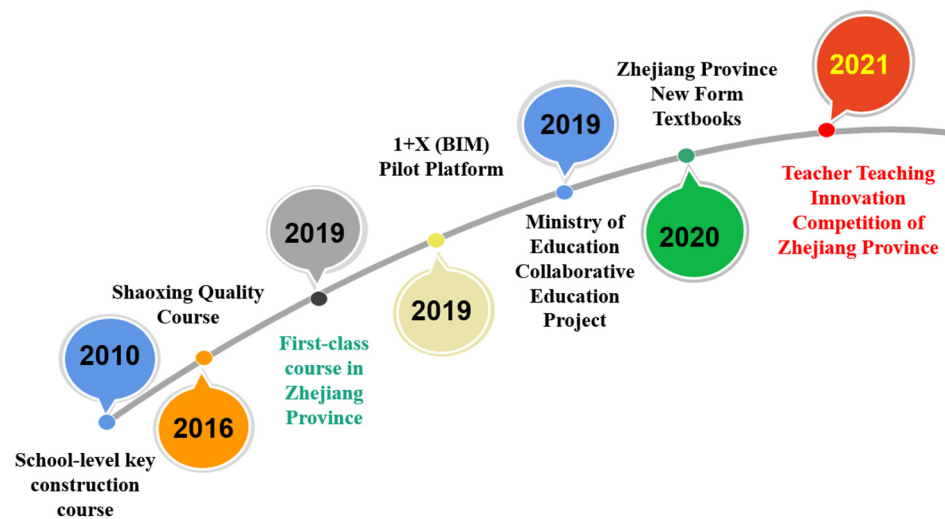 2010
School-level key
construction
course
Shaoxing Quality
Course
2016
2019
First-class
course in
Zhejiang
Province
1+X (BIM)
Pilot Platform
2019
2019
Ministry of
Education
Collaborative
Education
Project
Zhejiang Province
New Form
Textbooks
2020
2021
Teacher Teaching
Innovation
Competition of
Zhejiang Province